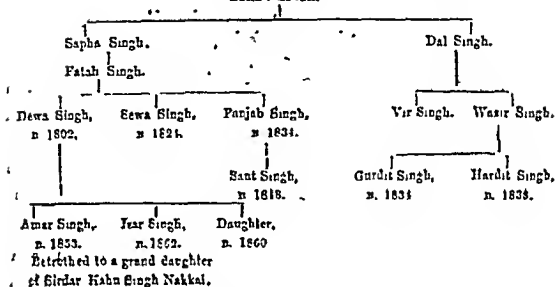 Sapha Singh. Dal Singh.
Fatah Singh.
Dewa Singh, Sewa Singh, Panjab Singh, Vir Singh. Wasir Singh.
B 1802. B 1824. B 1834.
Sant Singh, Gurdit Singh, Hardit Singh,
B 1848. B. 1834 B. 1838.
Amar Singh, Isar Singh, Daughter,
B. 1853. B. 1862. B. 1860
Betrothed to a grand daughter
of Sirdar Kahn Singh Nakkai.